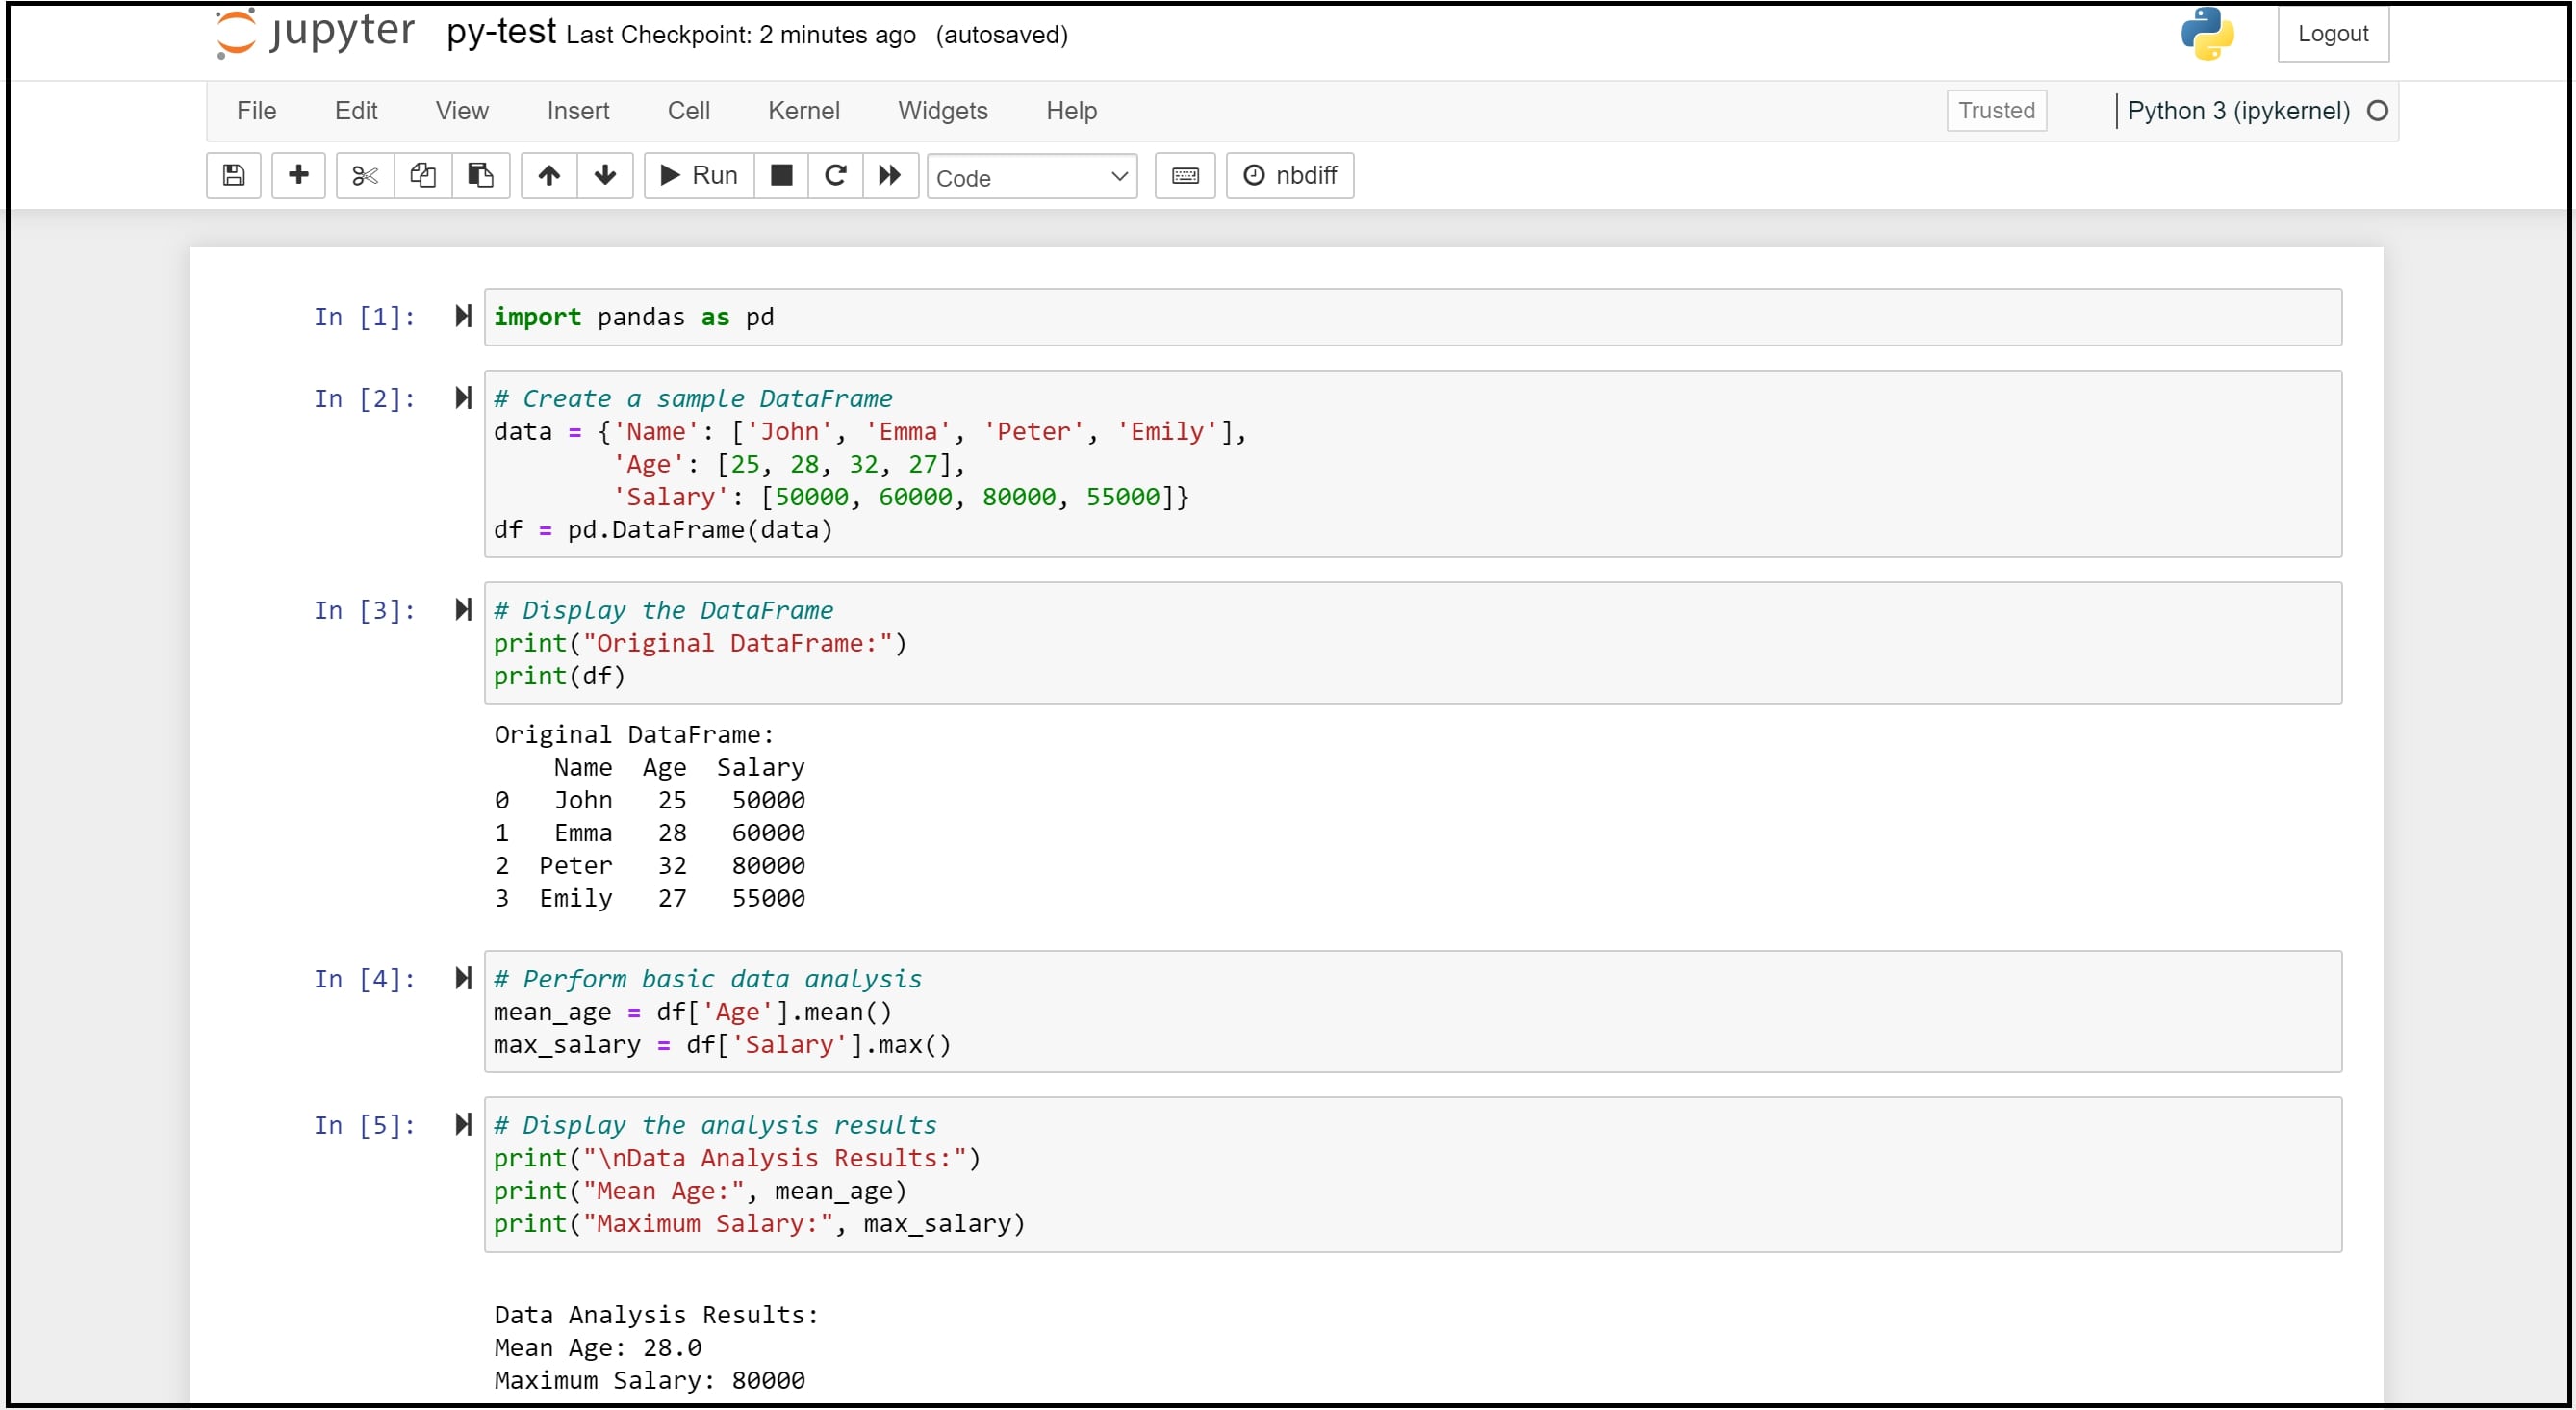 jupyter py-test Last Checkpoint: 2 minutes ago (autosaved) Logout
File Edit View Insert Cell Kernel Widgets Help Trusted Python 3 (ipykernel)
Run Code nbdiff
In [1]: import pandas as pd
In [2]: # Create a sample DataFrame
data = {'Name': ['John', 'Emma', 'Peter', 'Emily'],
        'Age': [25, 28, 32, 27],
        'Salary': [50000, 60000, 80000, 55000]}
df = pd.DataFrame(data)
In [3]: # Display the DataFrame
print("Original DataFrame:")
print(df)
Original DataFrame:
    Name  Age  Salary
0   John   25   50000
1   Emma   28   60000
2  Peter   32   80000
3  Emily   27   55000
In [4]: # Perform basic data analysis
mean_age = df['Age'].mean()
max_salary = df['Salary'].max()
In [5]: # Display the analysis results
print("\nData Analysis Results:")
print("Mean Age:", mean_age)
print("Maximum Salary:", max_salary)
Data Analysis Results:
Mean Age: 28.0
Maximum Salary: 80000